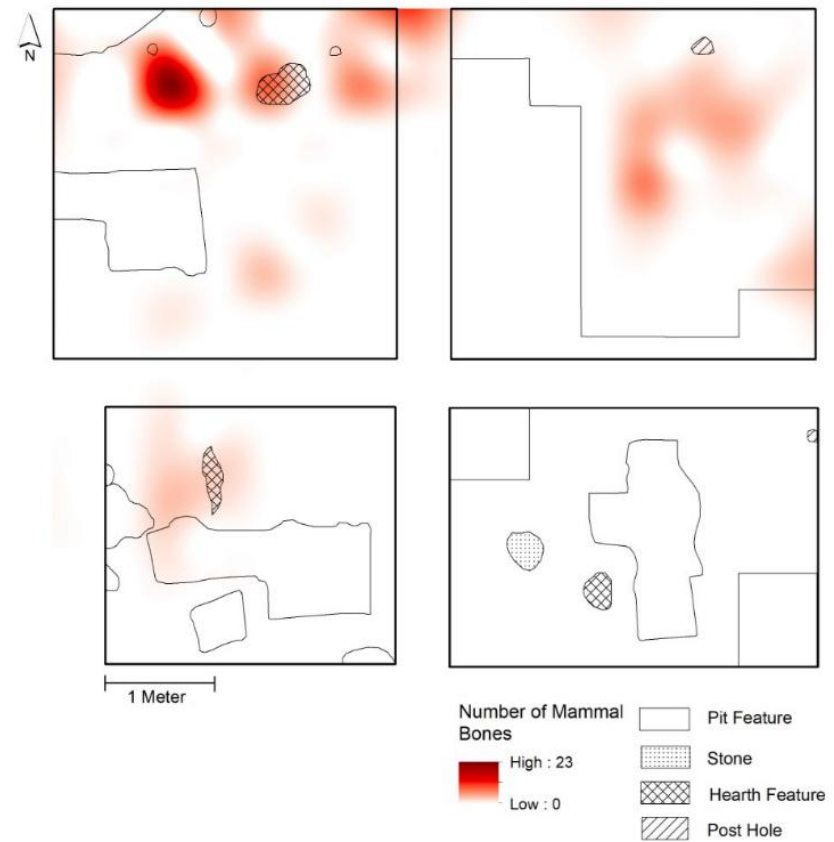 N
1 Meter
Number of Mammal
Bones
High : 23
Low : 0
Pit Feature
Stone
Hearth Feature
Post Hole